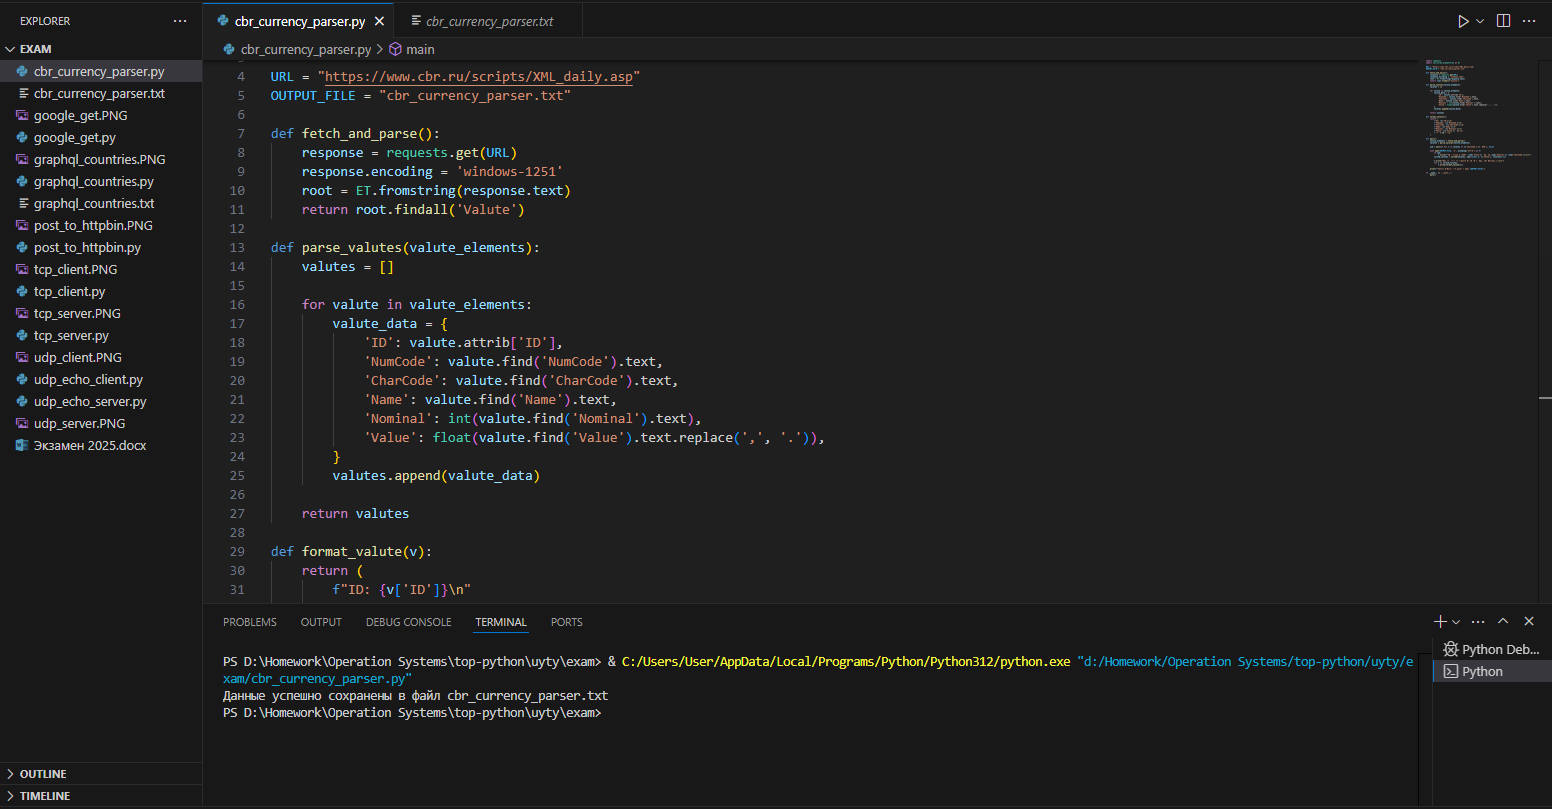 EXPLORER
EXAM
cbr_currency_parser.py
cbr_currency_parser.txt
google_get.PNG
google_get.py
graphql_countries.PNG
graphql_countries.py
graphql_countries.txt
post_to_httpbin.PNG
post_to_httpbin.py
tcp_client.PNG
tcp_client.py
tcp_server.PNG
tcp_server.py
udp_client.PNG
udp_echo_client.py
udp_echo_server.py
udp_server.PNG
Экзамен 2025.docx
OUTLINE
TIMELINE
cbr_currency_parser.py
cbr_currency_parser.txt
cbr_currency_parser.py > main
4 URL = "https://www.cbr.ru/scripts/XML_daily.asp"
5 OUTPUT_FILE = "cbr_currency_parser.txt"
6
7 def fetch_and_parse():
8     response = requests.get(URL)
9     response.encoding = 'windows-1251'
10     root = ET.fromstring(response.text)
11     return root.findall('Valute')
12
13 def parse_valutes(valute_elements):
14     valutes = []
15
16     for valute in valute_elements:
17         valute_data = {
18             'ID': valute.attrib['ID'],
19             'NumCode': valute.find('NumCode').text,
20             'CharCode': valute.find('CharCode').text,
21             'Name': valute.find('Name').text,
22             'Nominal': int(valute.find('Nominal').text),
23             'Value': float(valute.find('Value').text.replace(',', '.')),
24         }
25         valutes.append(valute_data)
26
27     return valutes
28
29 def format_valute(v):
30     return (
31         f"ID: {v['ID']}\n"
PROBLEMS OUTPUT DEBUG CONSOLE TERMINAL PORTS
PS D:\Homework\Operation Systems\top-python\uyty\exam> & C:/Users/User/AppData/Local/Programs/Python/Python312/python.exe "d:/Homework/Operation Systems/top-python/uyty/e
xam/cbr_currency_parser.py"
Данные успешно сохранены в файл cbr_currency_parser.txt
PS D:\Homework\Operation Systems\top-python\uyty\exam>
Python Deb...
Python